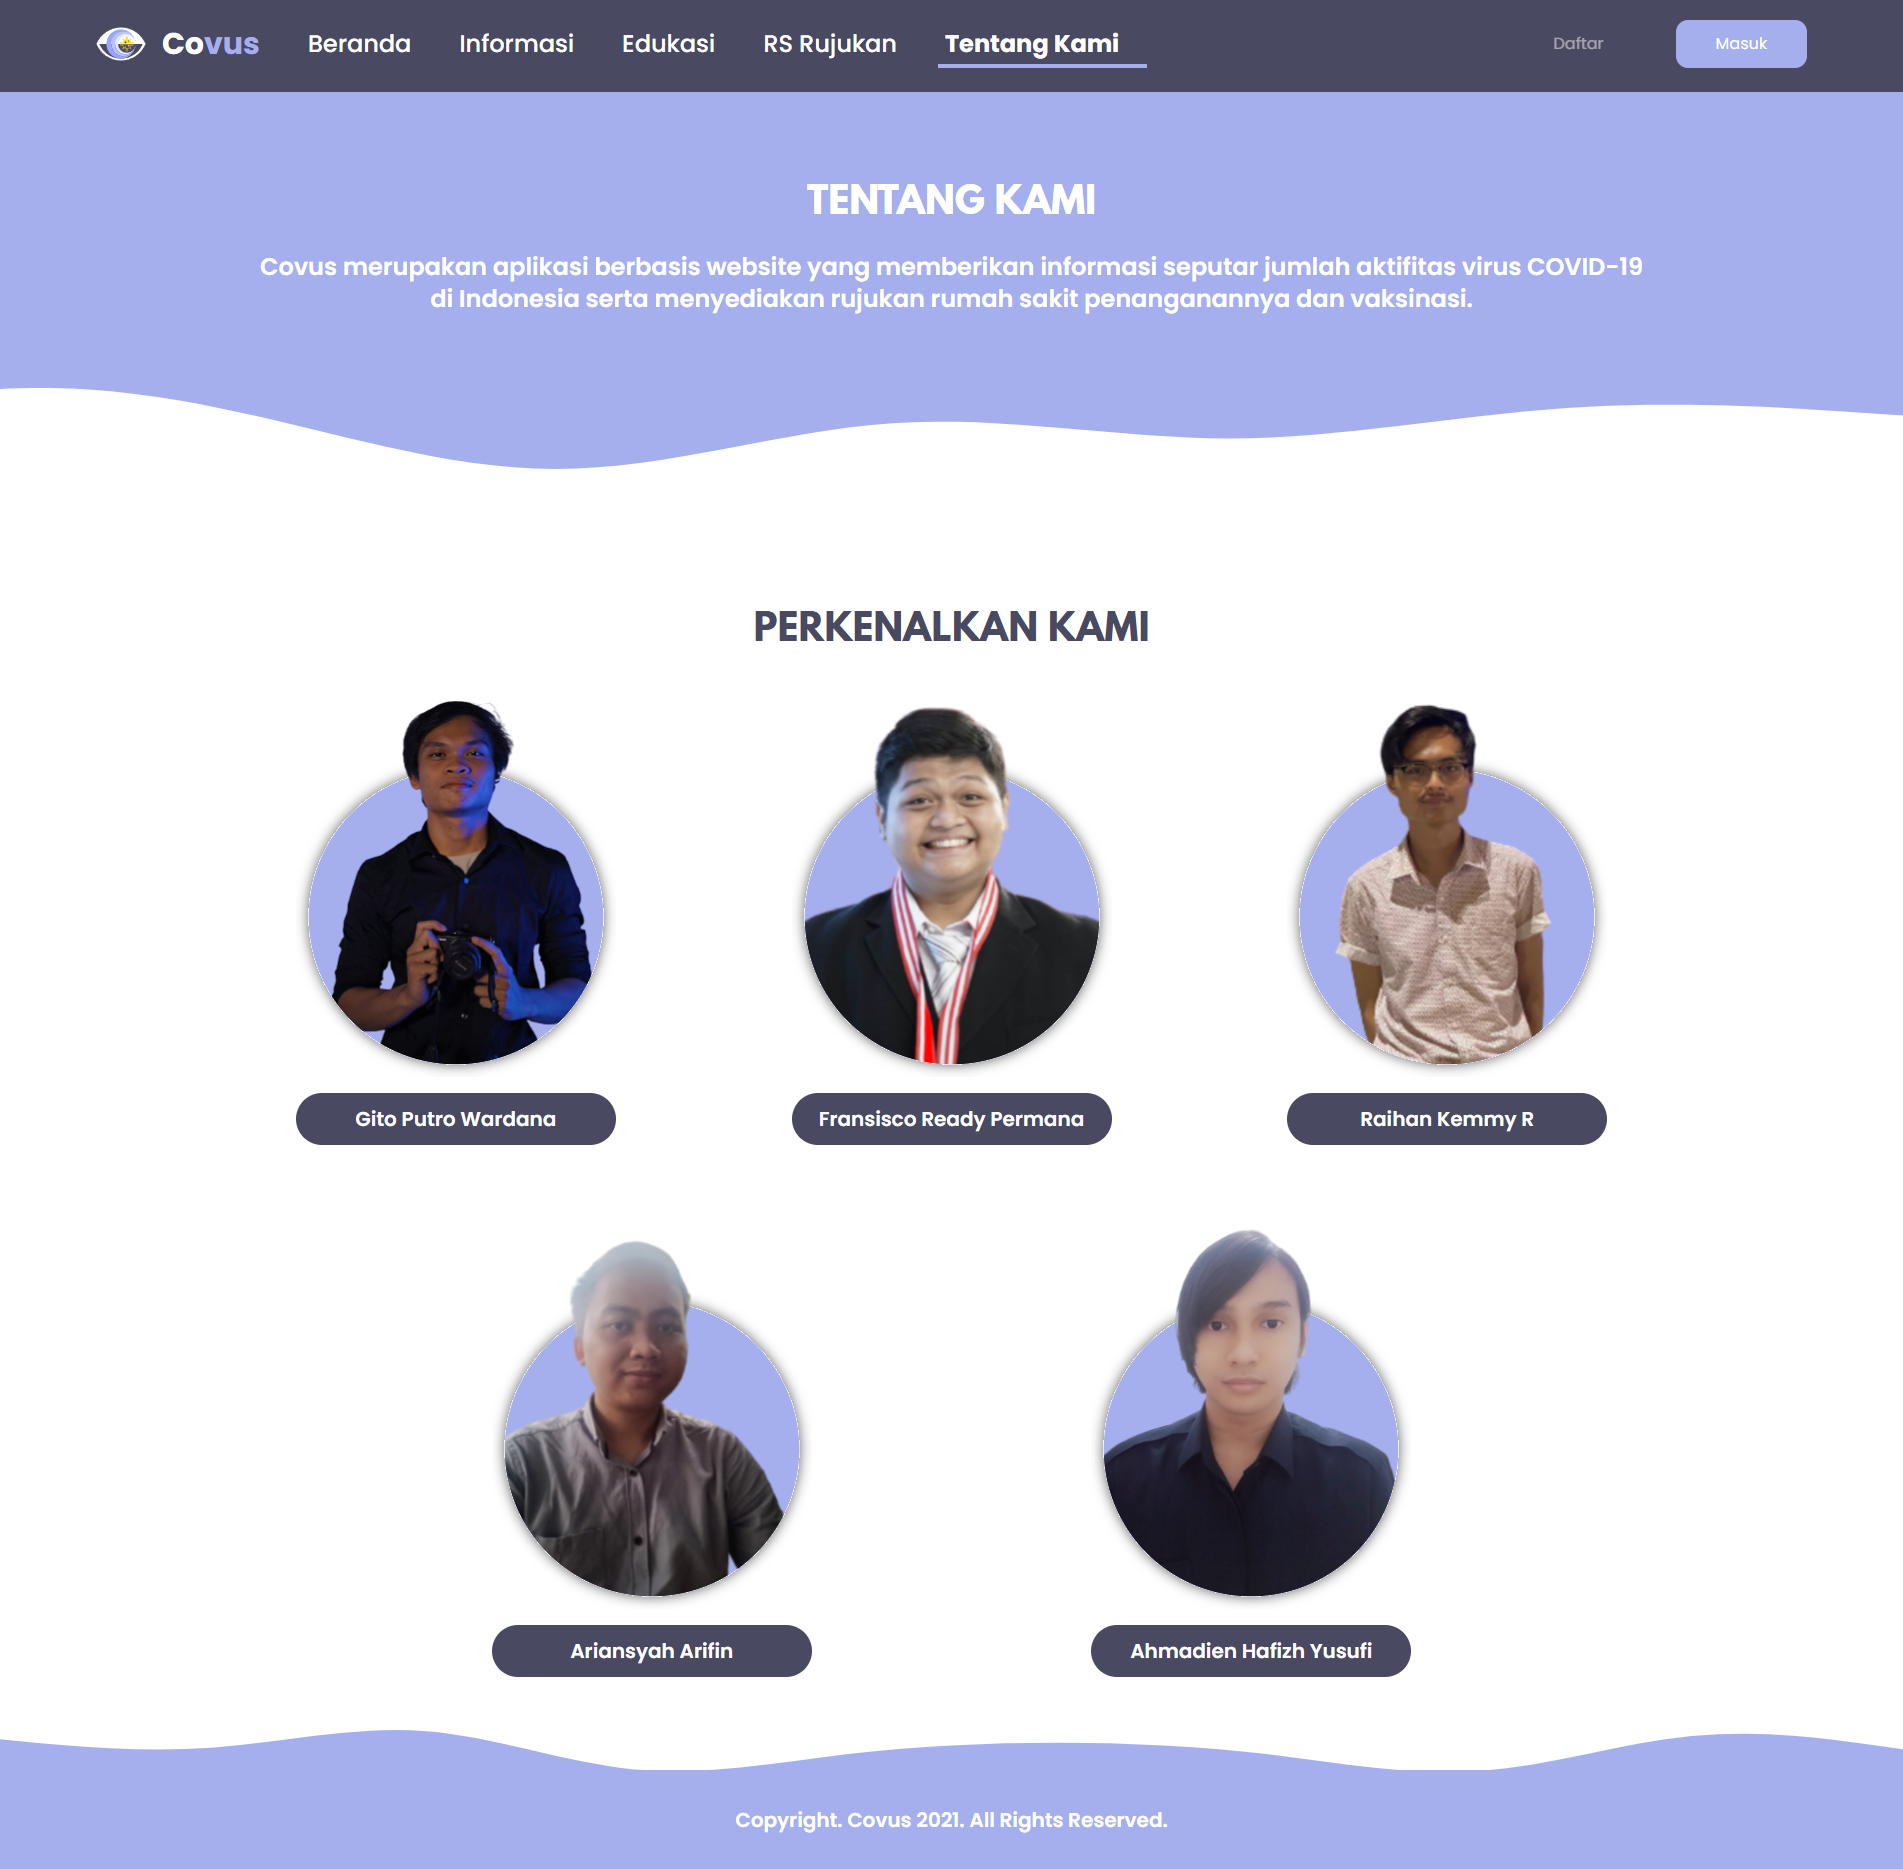 Covus
Beranda
Informasi
Edukasi
RS Rujukan
Tentang Kami
Daftar
Masuk
TENTANG KAMI
Covus merupakan aplikasi berbasis website yang memberikan informasi seputar jumlah aktifitas virus COVID-19
di Indonesia serta menyediakan rujukan rumah sakit penanganannya dan vaksinasi.
PERKENALKAN KAMI
Gito Putro Wardana
Fransisco Ready Permana
Raihan Kemmy R
Ariansyah Arifin
Ahmadien Hafizh Yusufi
Copyright. Covus 2021. All Rights Reserved.